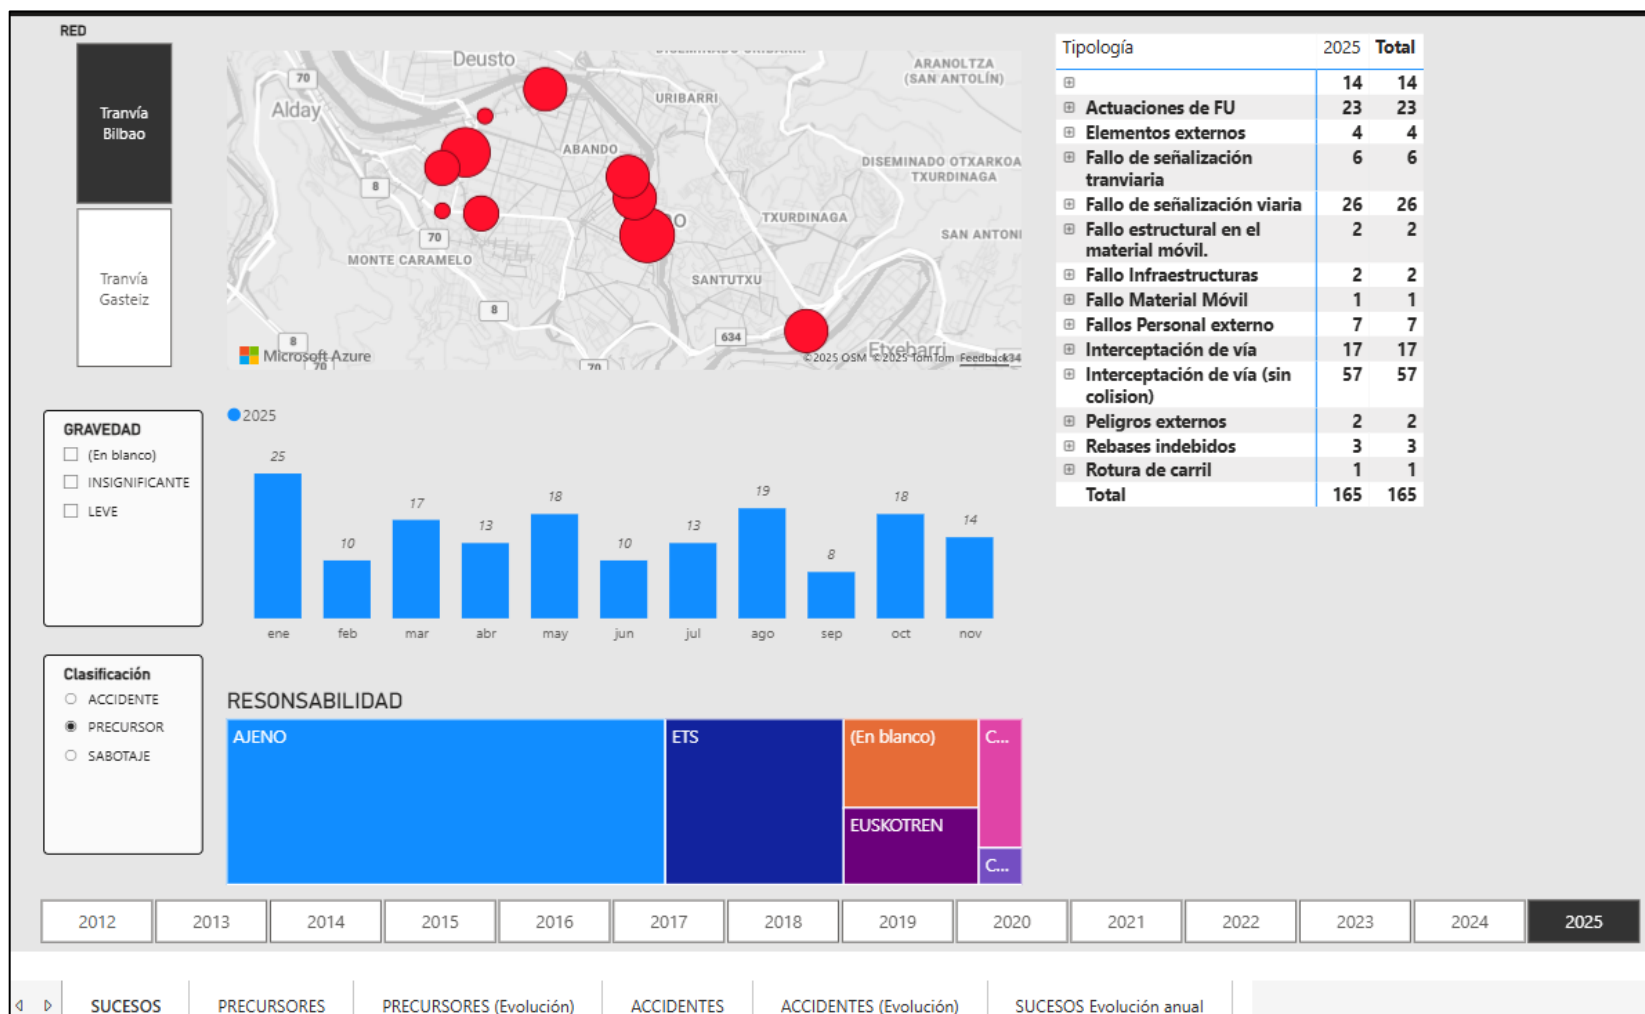 RED
Tranvía
Bilbao
Tranvía
Gasteiz
Deusto
ARANOLTZA
(SAN ANTOLÍN)
70
Alday
URIBARRI
ABANDO
DISEMINADO OTXARKOA
TXURDINAGA
8
TXURDINAGA
70
SAN ANTONI
MONTE CARAMELO
SANTUTXU
8
634
8
Etxebarri
Microsoft Azure
70
70
© 2025 OSM © 2025 TomTom Feedback
34
Tipología 2025 Total
14 14
Actuaciones de FU 23 23
Elementos externos 4 4
Fallo de señalización
tranviaria 6 6
Fallo de señalización viaria 26 26
Fallo estructural en el
material móvil. 2 2
Fallo Infraestructuras 2 2
Fallo Material Móvil 1 1
Fallos Personal externo 7 7
Interceptación de vía 17 17
Interceptación de vía (sin
colision) 57 57
Peligros externos 2 2
Rebases indebidos 3 3
Rotura de carril 1 1
Total 165 165
GRAVEDAD
(En blanco)
INSIGNIFICANTE
LEVE
2025
25 10 17 13 18 10 13 19 8 18 14
ene feb mar abr may jun jul ago sep oct nov
Clasificación
ACCIDENTE
PRECURSOR
SABOTAJE
RESONSABILIDAD
AJENO
ETS
(En blanco)
C...
EUSKOTREN
C...
2012 2013 2014 2015 2016 2017 2018 2019 2020 2021 2022 2023 2024 2025
SUCESOS PRECURSORES PRECURSORES (Evolución) ACCIDENTES ACCIDENTES (Evolución) SUCESOS Evolución anual